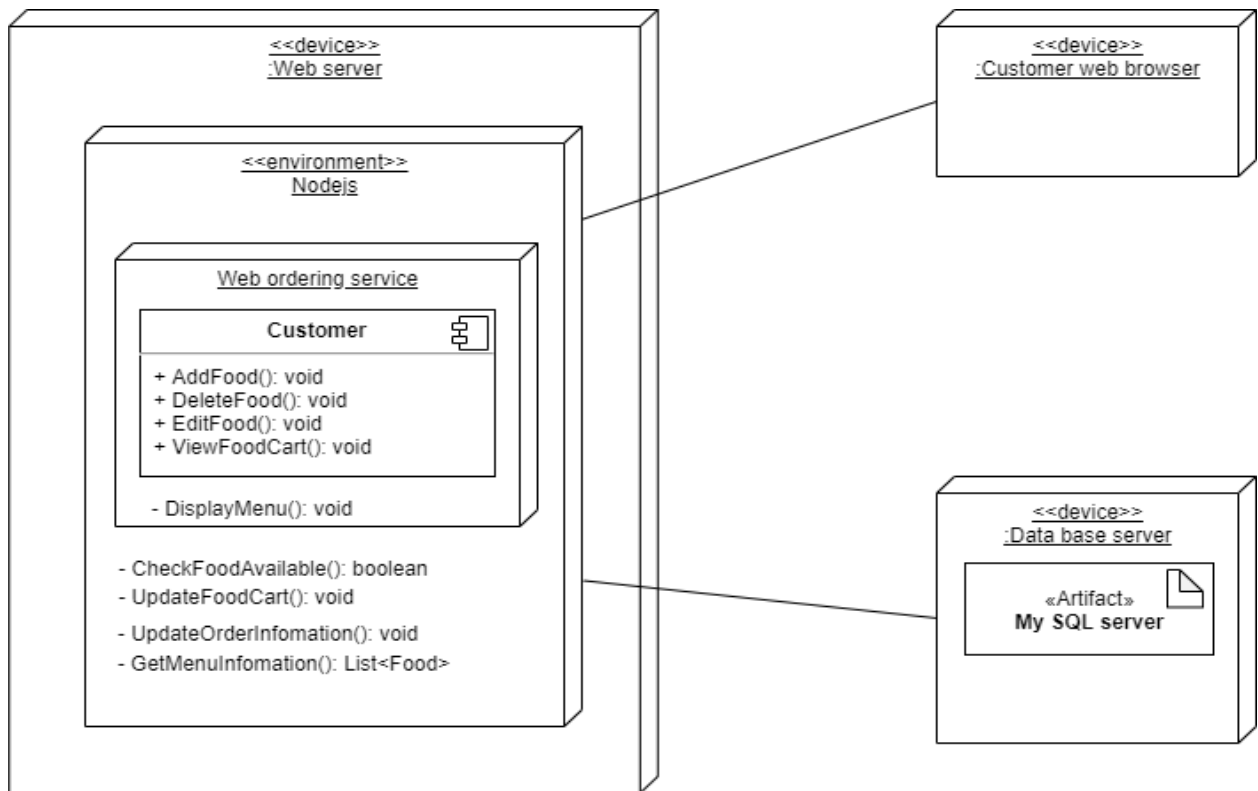 <<device>>
:Web server
<<environment>>
Nodejs
Web ordering service
Customer
+ AddFood(): void
+ DeleteFood(): void
+ EditFood(): void
+ ViewFoodCart(): void
- DisplayMenu(): void
- CheckFoodAvailable(): boolean
- UpdateFoodCart(): void
- UpdateOrderInfomation(): void
- GetMenuInfomation(): List<Food>
<<device>>
:Customer web browser
<<device>>
:Data base server
«Artifact»
My SQL server